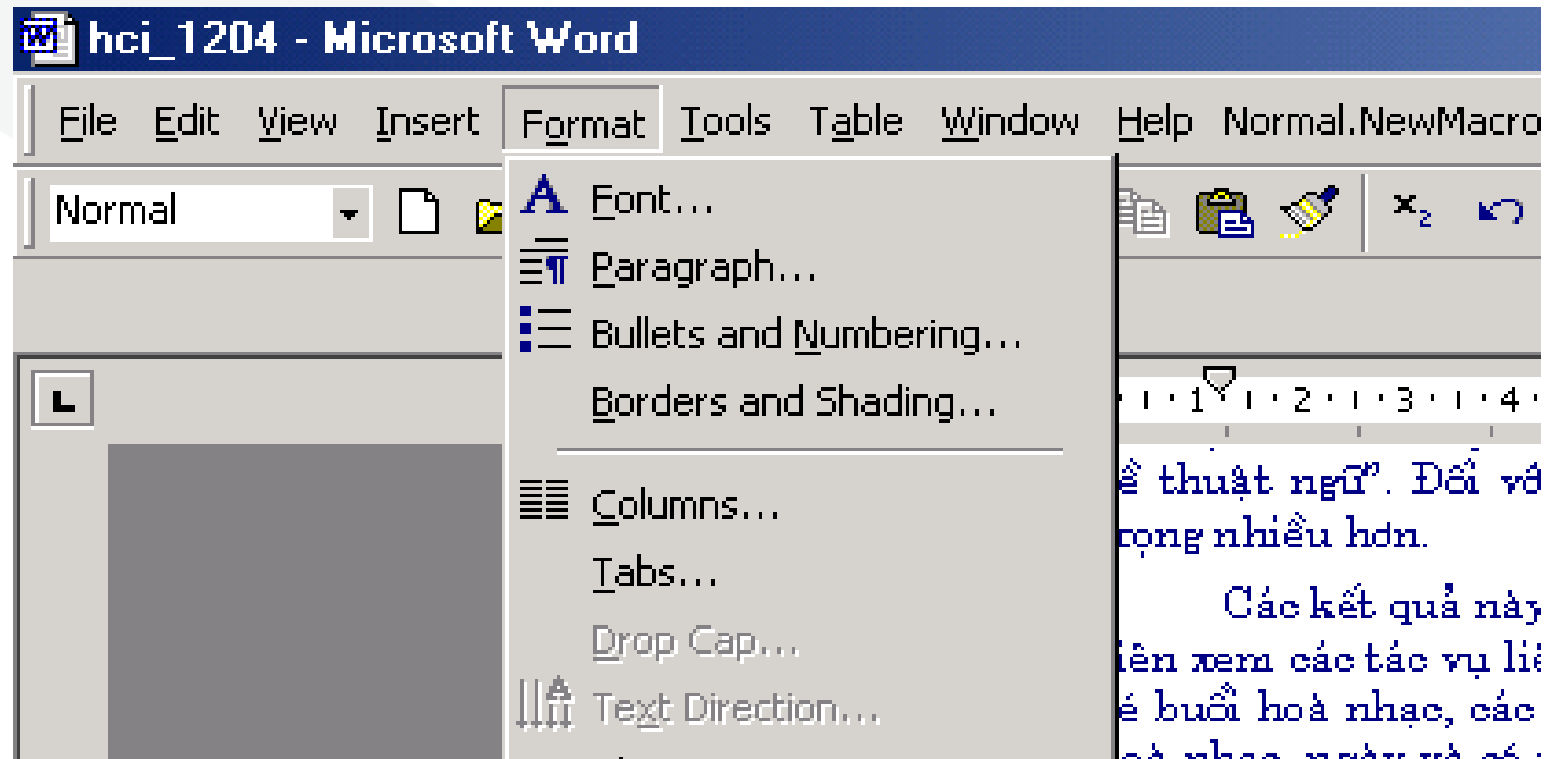 hci_1204 - Microsoft Word
File Edit View Insert Format Tools Table Window Help Normal.NewMacro
Normal
Font...
Paragraph...
Bullets and Numbering...
Borders and Shading...
Columns...
Tabs...
Drop Cap...
Text Direction...
1 2 3 4
thuật ngữ”. Đối
nhiều hơn.
Các kết quả này
xem các tác vụ
buổi hoà nhạc, các